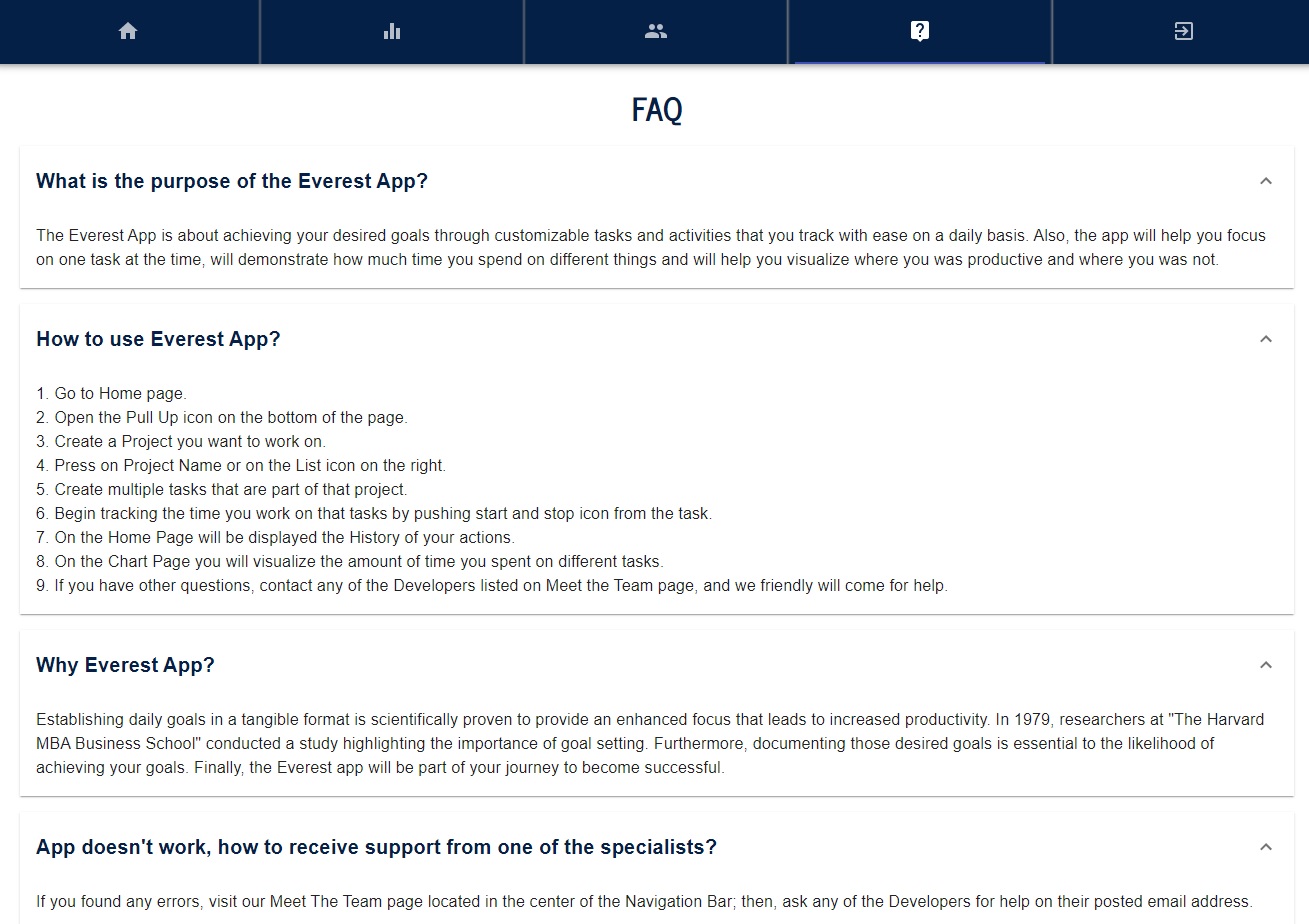 FAQ
What is the purpose of the Everest App?
The Everest App is about achieving your desired goals through customizable tasks and activities that you track with ease on a daily basis. Also, the app will help you focus
on one task at the time, will demonstrate how much time you spend on different things and will help you visualize where you was productive and where you was not.
How to use Everest App?
1. Go to Home page.
2. Open the Pull Up icon on the bottom of the page.
3. Create a Project you want to work on.
4. Press on Project Name or on the List icon on the right.
5. Create multiple tasks that are part of that project.
6. Begin tracking the time you work on that tasks by pushing start and stop icon from the task.
7. On the Home Page will be displayed the History of your actions.
8. On the Chart Page you will visualize the amount of time you spent on different tasks.
9. If you have other questions, contact any of the Developers listed on Meet the Team page, and we friendly will come for help.
Why Everest App?
Establishing daily goals in a tangible format is scientifically proven to provide an enhanced focus that leads to increased productivity. In 1979, researchers at "The Harvard
MBA Business School" conducted a study highlighting the importance of goal setting. Furthermore, documenting those desired goals is essential to the likelihood of
achieving your goals. Finally, the Everest app will be part of your journey to become successful.
App doesn't work, how to receive support from one of the specialists?
If you found any errors, visit our Meet The Team page located in the center of the Navigation Bar; then, ask any of the Developers for help on their posted email address.